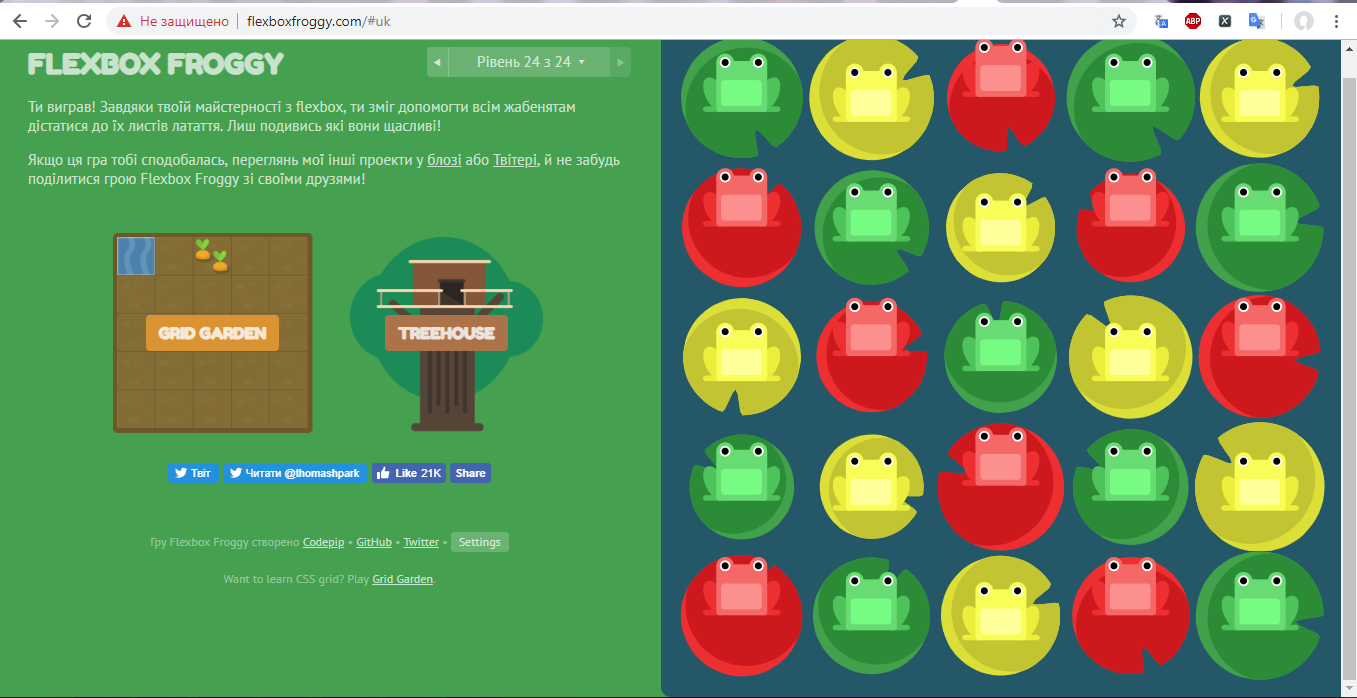 Не захищено
flexboxfroggy.com/#uk
ABP
FLEXBOX FROGGY
Рівень 24 з 24
Ти виграв! Завдяки твоїй майстерності з flexbox, ти зміг допомогти всім жабенятам
дістатися до їх листів латаття. Лиш подивись які вони щасливі!
Якщо ця гра тобі сподобалась, переглянь мої інші проекти у блозі або Твітері, й не забудь
поділитися грою Flexbox Froggy зі своїми друзями!
GRID GARDEN
TREEHOUSE
Твіт
Читати @thomashpark
Like 21K
Share
Гру Flexbox Froggy створено Codepip • GitHub • Twitter • Settings
Want to learn CSS grid? Play Grid Garden.